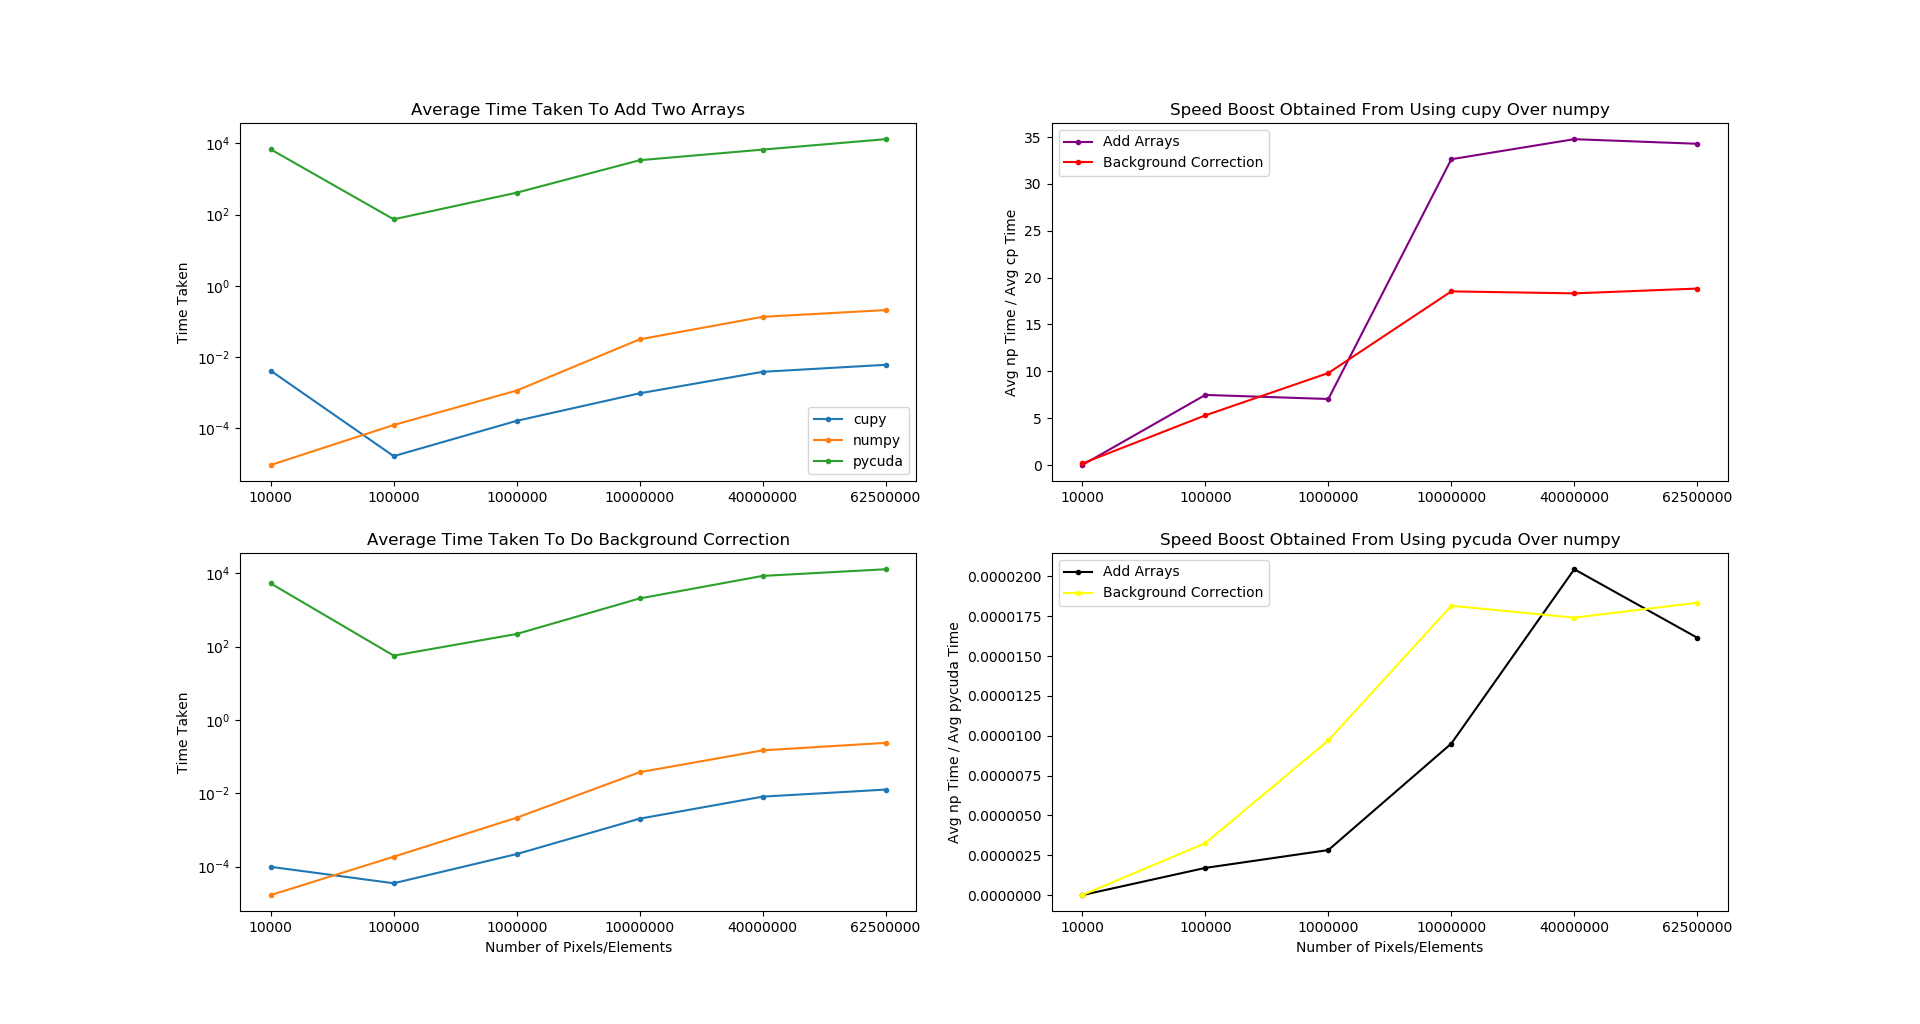 Average Time Taken To Add Two Arrays
Time Taken
10^4
10^2
10^0
10^-2
10^-4
cupy
numpy
pycuda
10000 100000 1000000 10000000 40000000 62500000
Speed Boost Obtained From Using cupy Over numpy
Avg np Time / Avg cp Time
35
30
25
20
15
10
5
0
Add Arrays
Background Correction
10000 100000 1000000 10000000 40000000 62500000
Average Time Taken To Do Background Correction
Time Taken
10^4
10^2
10^0
10^-2
10^-4
10000 100000 1000000 10000000 40000000 62500000
Number of Pixels/Elements
Speed Boost Obtained From Using pycuda Over numpy
Avg np Time / Avg pycuda Time
0.0000200
0.0000175
0.0000150
0.0000125
0.0000100
0.0000075
0.0000050
0.0000025
0.0000000
Add Arrays
Background Correction
10000 100000 1000000 10000000 40000000 62500000
Number of Pixels/Elements